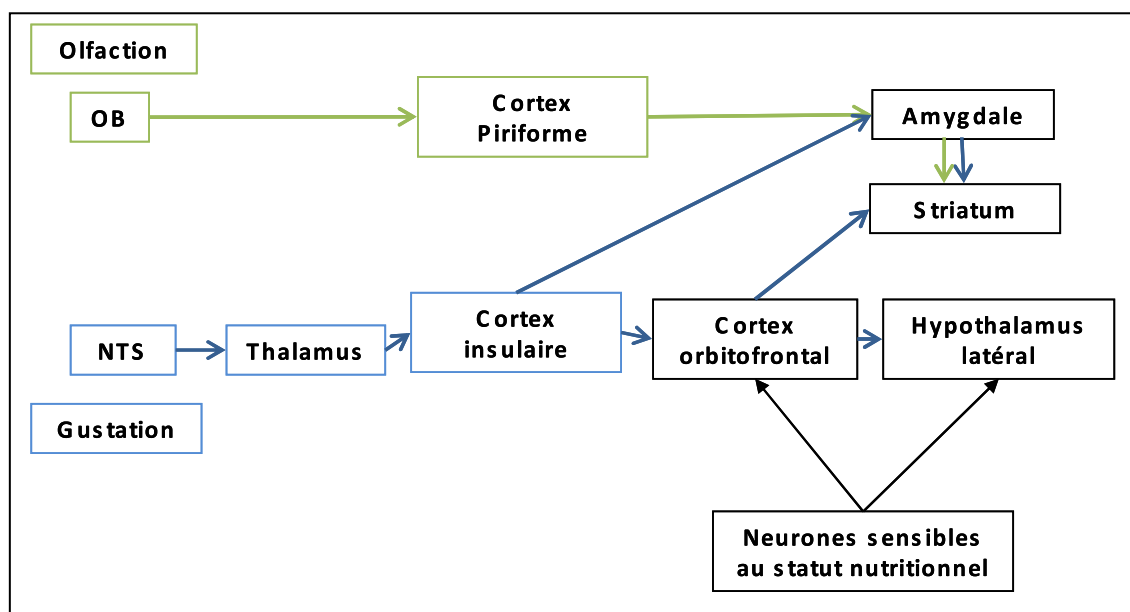 Olfaction
OB
Cortex
Piriforme
Amygdale
Striatum
NTS
Thalamus
Cortex
insulaire
Cortex
orbitofrontal
Hypothalamus
latéral
Gustation
Neurones sensibles
au statut nutritionnel